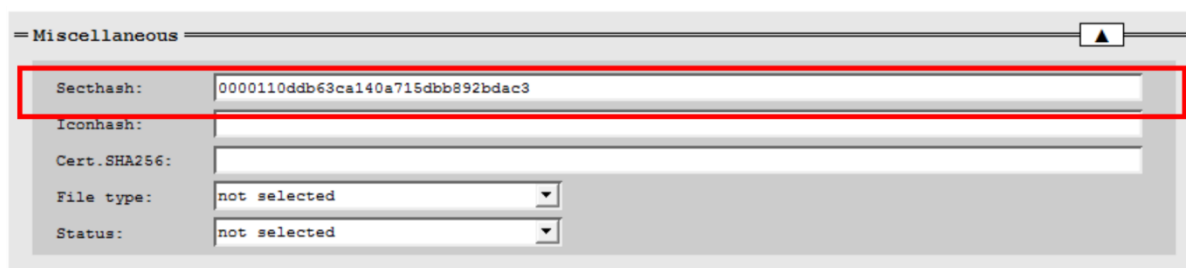 Miscellaneous
Secthash: 0000110ddb63ca140a715dbb892bdac3
Iconhash:
Cert.SHA256:
File type: not selected
Status: not selected